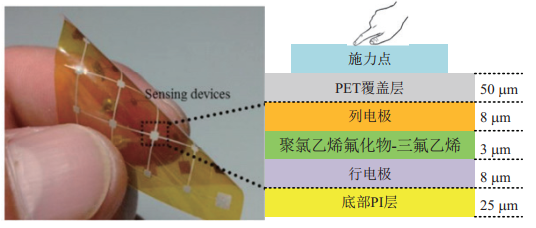 Sensing devices
施力点
PET覆盖层
50 μm
列电极
8 μm
聚氯乙烯氟化物-三氟乙烯
3 μm
行电极
8 μm
底部PI层
25 μm